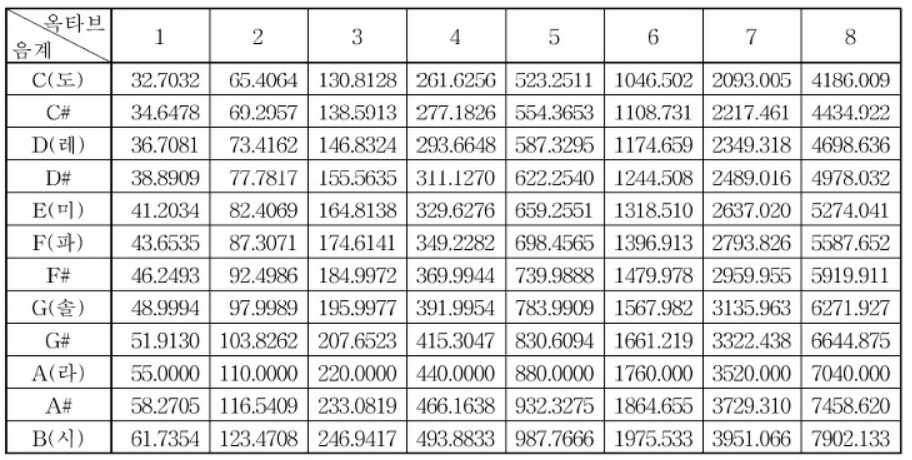 옥타브
음계 1 2 3 4 5 6 7 8
C(도) 32.7032 65.4064 130.8128 261.6256 523.2511 1046.502 2093.005 4186.009
C# 34.6478 69.2957 138.5913 277.1826 554.3653 1108.731 2217.461 4434.922
D(레) 36.7081 73.4162 146.8324 293.6648 587.3295 1174.659 2349.318 4698.636
D# 38.8909 77.7817 155.5635 311.1270 622.2540 1244.508 2489.016 4978.032
E(미) 41.2034 82.4069 164.8138 329.6276 659.2551 1318.510 2637.020 5274.041
F(파) 43.6535 87.3071 174.6141 349.2282 698.4565 1396.913 2793.826 5587.652
F# 46.2493 92.4986 184.9972 369.9944 739.9888 1479.978 2959.955 5919.911
G(솔) 48.9994 97.9989 195.9977 391.9954 783.9909 1567.982 3135.963 6271.927
G# 51.9130 103.8262 207.6523 415.3047 830.6094 1661.219 3322.438 6644.875
A(라) 55.0000 110.0000 220.0000 440.0000 880.0000 1760.000 3520.000 7040.000
A# 58.2705 116.5409 233.0819 466.1638 932.3275 1864.655 3729.310 7458.620
B(시) 61.7354 123.4708 246.9417 493.8833 987.7666 1975.533 3951.066 7902.133